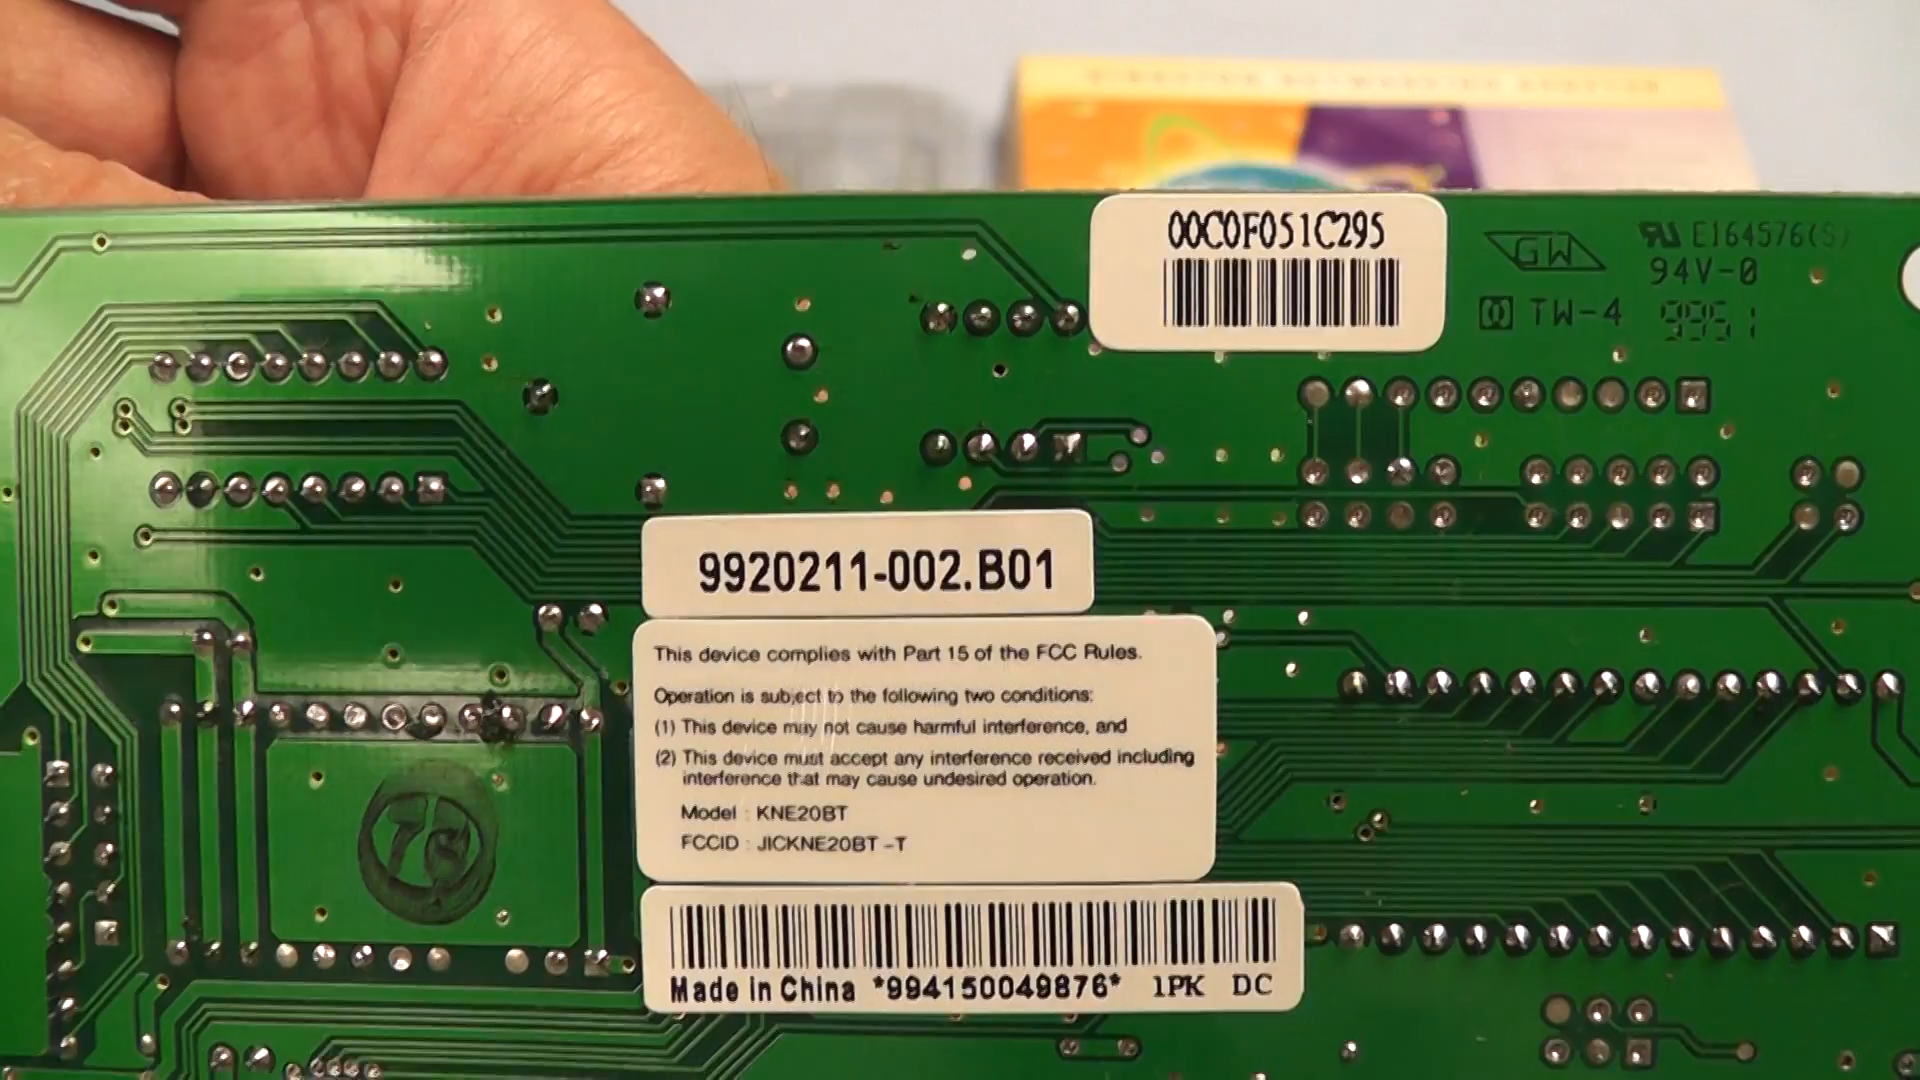 00C0F051C295
GW
E164576(S)
94V-0
TW-4
9951
9920211-002.B01
This device complies with Part 15 of the FCC Rules.
Operation is subject to the following two conditions:
(1) This device may not cause harmful interference, and
(2) This device must accept any interference received including
interference that may cause undesired operation.
Model : KNE20BT
FCCID : JICKNE20BT -T
Made in China *994150049876* 1PK DC